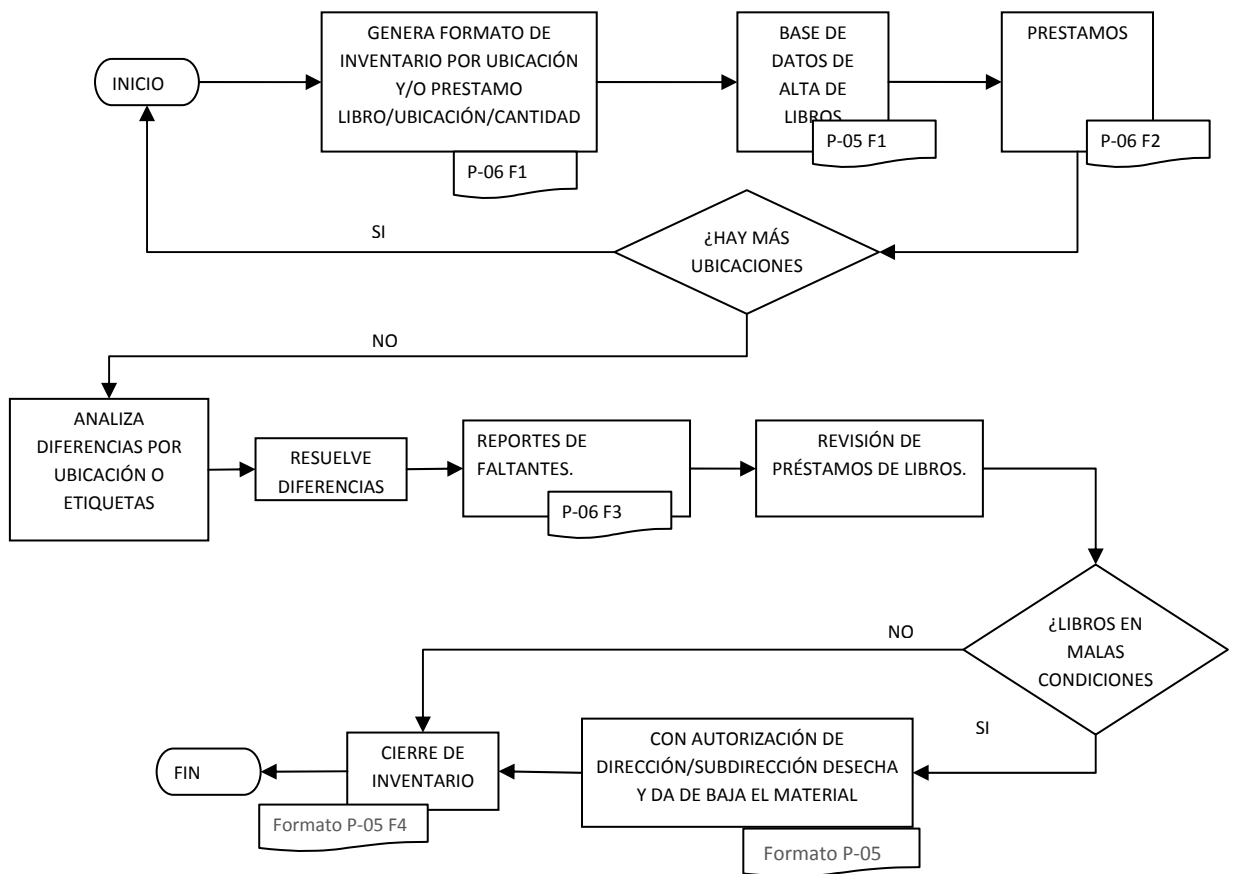 INICIO
GENERA FORMATO DE
INVENTARIO POR UBICACIÓN
Y/O PRESTAMO
LIBRO/UBICACIÓN/CANTIDAD
P-06 F1
BASE DE
DATOS DE
ALTA DE
LIBROS
P-05 F1
PRESTAMOS
P-06 F2
¿HAY MÁS
UBICACIONES
SI
NO
ANALIZA
DIFERENCIAS POR
UBICACIÓN O
ETIQUETAS
RESUELVE
DIFERENCIAS
REPORTES DE
FALTANTES.
P-06 F3
REVISIÓN DE
PRÉSTAMOS DE LIBROS.
¿LIBROS EN
MALAS
CONDICIONES
NO
SI
CON AUTORIZACIÓN DE
DIRECCIÓN/SUBDIRECCIÓN DESECHA
Y DA DE BAJA EL MATERIAL
Formato P-05
CIERRE DE
INVENTARIO
Formato P-05 F4
FIN